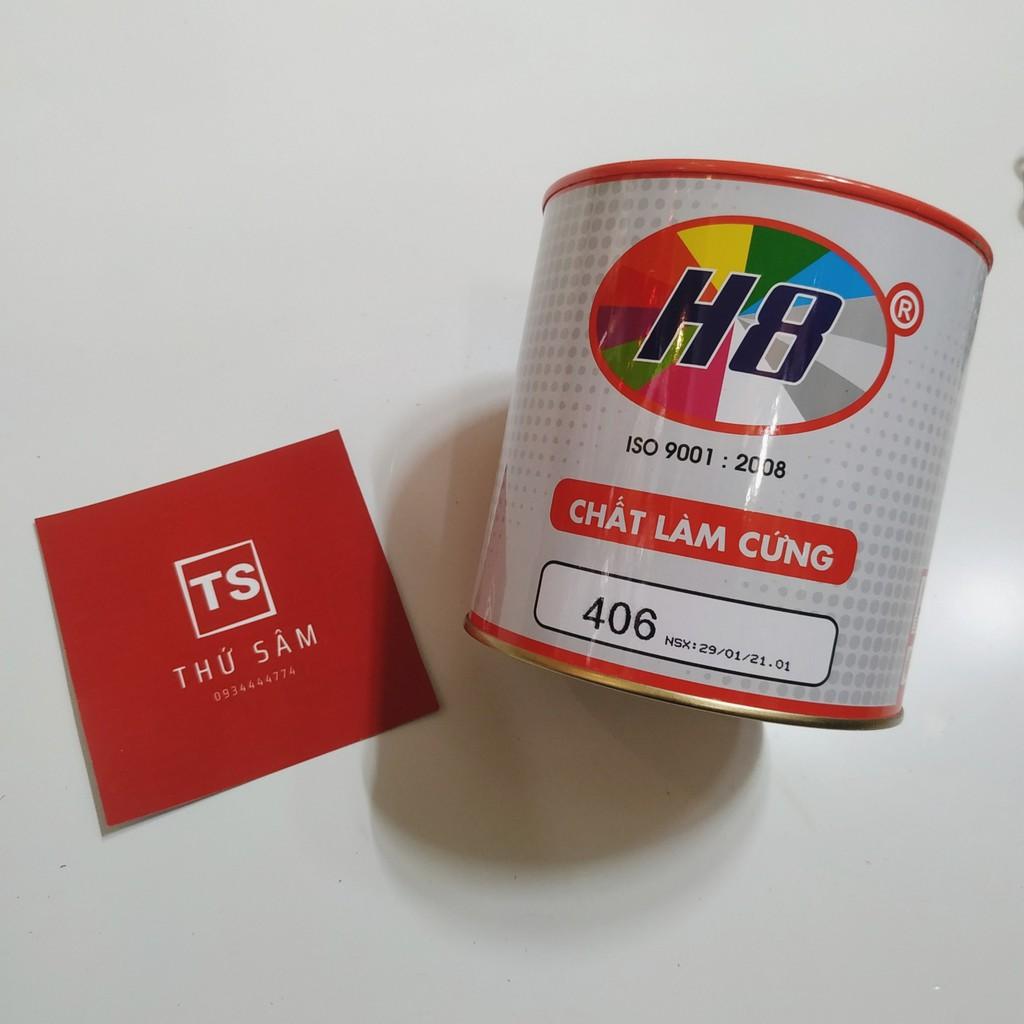 H8
®
ISO 9001 : 2008
CHẤT LÀM CỨNG
406 NSX:29/01/21.01
TS
THỨ SÂM
0934444774